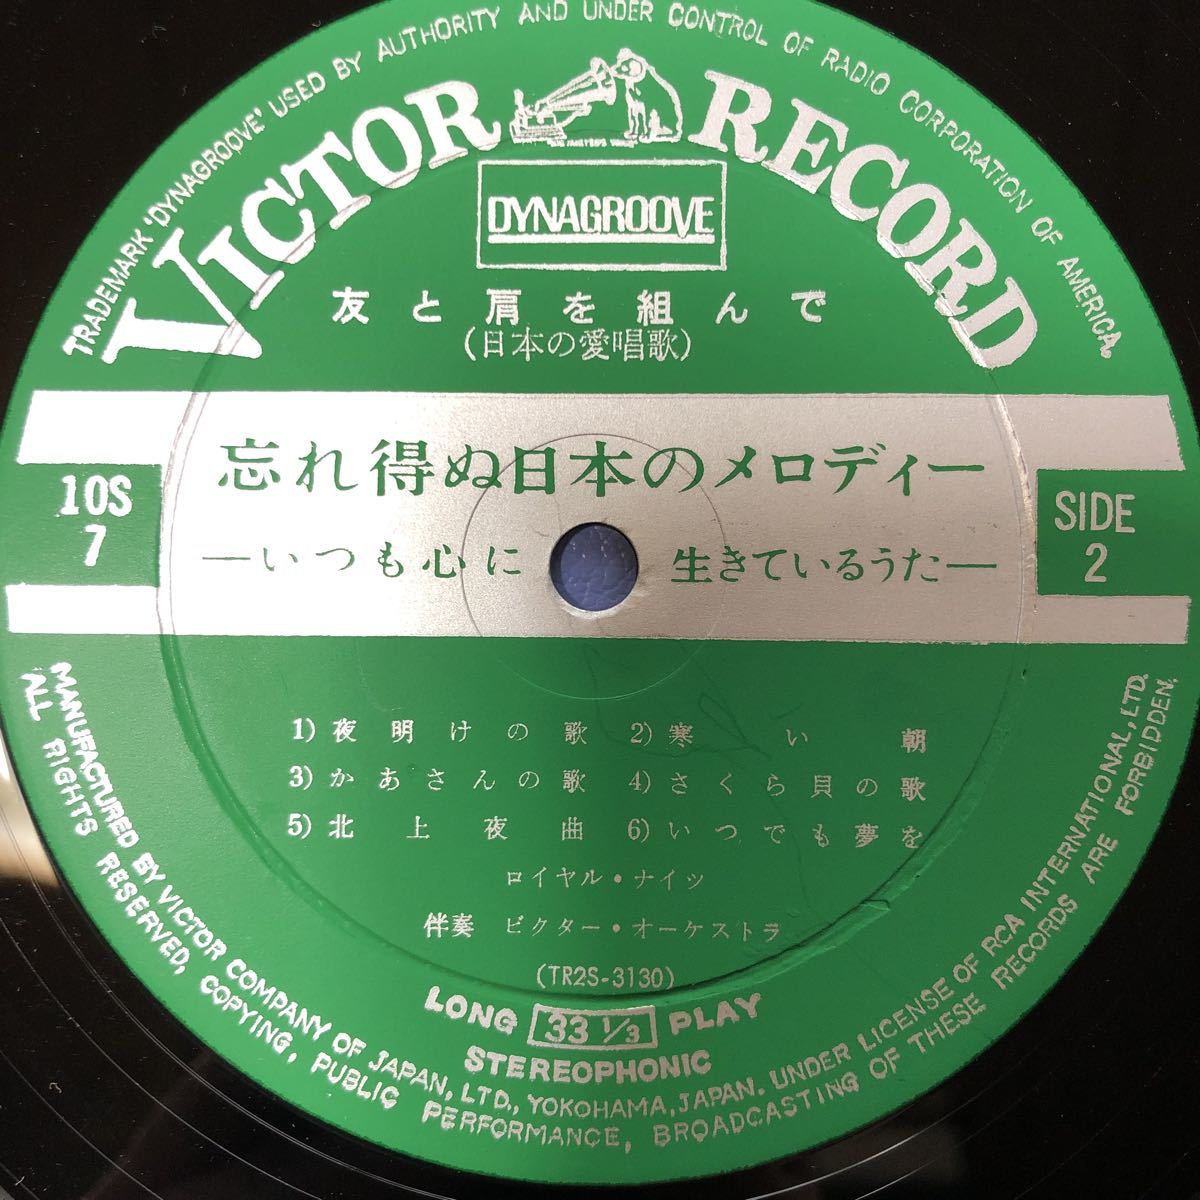 TRADEMARK 'DYNAGROOVE' USED BY AUTHORITY AND UNDER CONTROL OF RADIO CORPORATION OF AMERICA.
VICTOR RECORD
DYNAGROOVE
友と肩を組んで
(日本の愛唱歌)
忘れ得ぬ日本のメロディー
10S
7
SIDE
2
—いつも心に 生きているうた—
1) 夜明けの歌 2) 寒い朝
3) かあさんの歌 4) さくら貝の歌
5) 北上夜曲 6) いつでも夢を
ロイヤル・ナイツ
伴奏 ビクター・オーケストラ
(TR2S-3130)
LONG 33 1/3 PLAY
STEREOPHONIC
MANUFACTURED BY VICTOR COMPANY OF JAPAN, LTD., YOKOHAMA, JAPAN. UNDER LICENSE OF RCA INTERNATIONAL, LTD.
ALL RIGHTS RESERVED, COPYING, PUBLIC PERFORMANCE, BROADCASTING OF THESE RECORDS ARE FORBIDDEN.